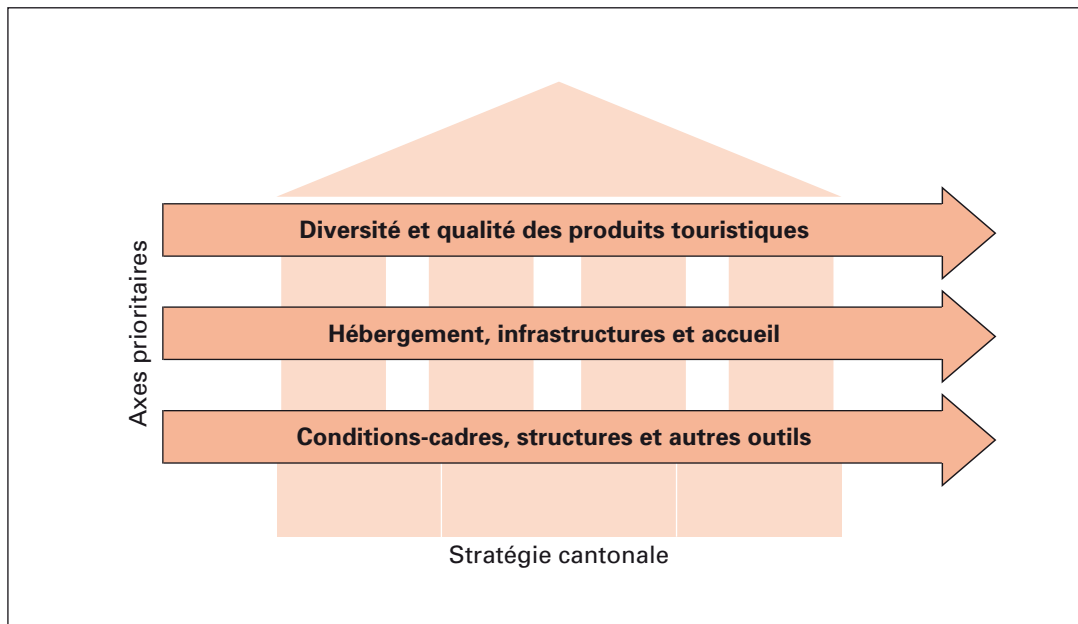 Axes prioritaires
Diversité et qualité des produits touristiques
Hébergement, infrastructures et accueil
Conditions-cadres, structures et autres outils
Stratégie cantonale